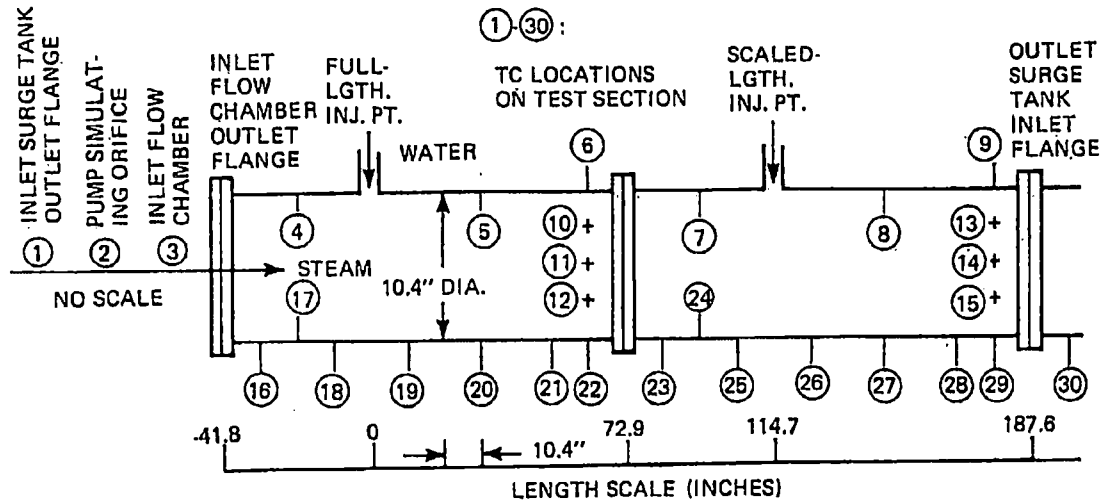 ①-㉚ :
TC LOCATIONS
ON TEST SECTION
INLET SURGE TANK
OUTLET FLANGE
①
PUMP SIMULAT-
ING ORIFICE
②
INLET FLOW
CHAMBER
③
NO SCALE
INLET
FLOW
CHAMBER
OUTLET
FLANGE
FULL-
LGTH.
INJ. PT.
WATER
SCALED-
LGTH.
INJ. PT.
OUTLET
SURGE
TANK
INLET
FLANGE
⑥ ⑨
④ ⑤ ⑩ + ⑦ ⑧ ⑬ +
⑪ + ⑭ +
STEAM
10.4" DIA.
⑰ ⑫ + ㉔ ⑮ +
⑯ ⑱ ⑲ ⑳ ㉑ ㉒ ㉓ ㉕ ㉖ ㉗ ㉘ ㉙ ㉚
-41.8 0 72.9 114.7 187.6
10.4"
LENGTH SCALE (INCHES)